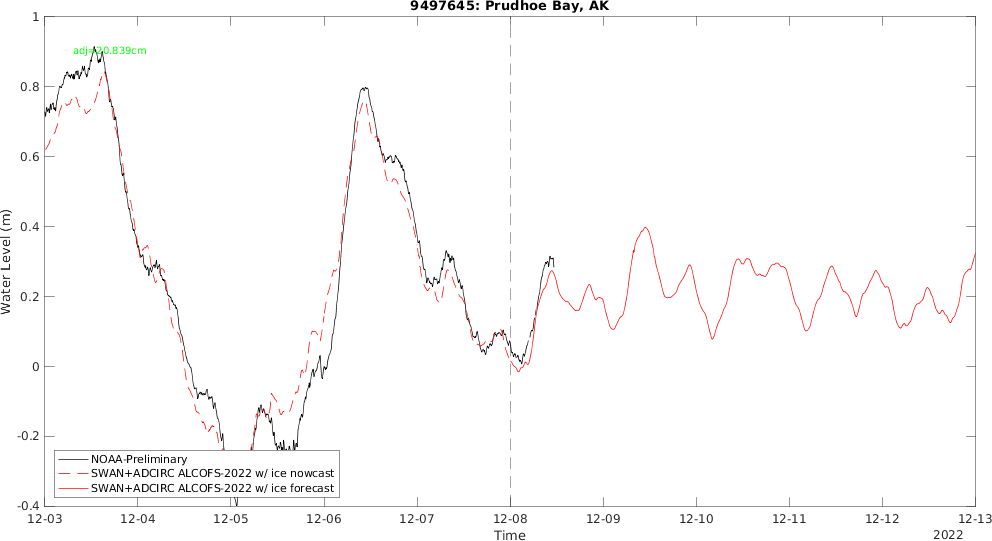 9497645: Prudhoe Bay, AK
adj=20.839cm
Water Level (m)
1
0.8
0.6
0.4
0.2
0
-0.2
-0.4
NOAA-Preliminary
SWAN+ADCIRC ALCOFS-2022 w/ ice nowcast
SWAN+ADCIRC ALCOFS-2022 w/ ice forecast
12-03 12-04 12-05 12-06 12-07 12-08 12-09 12-10 12-11 12-12 12-13
Time
2022